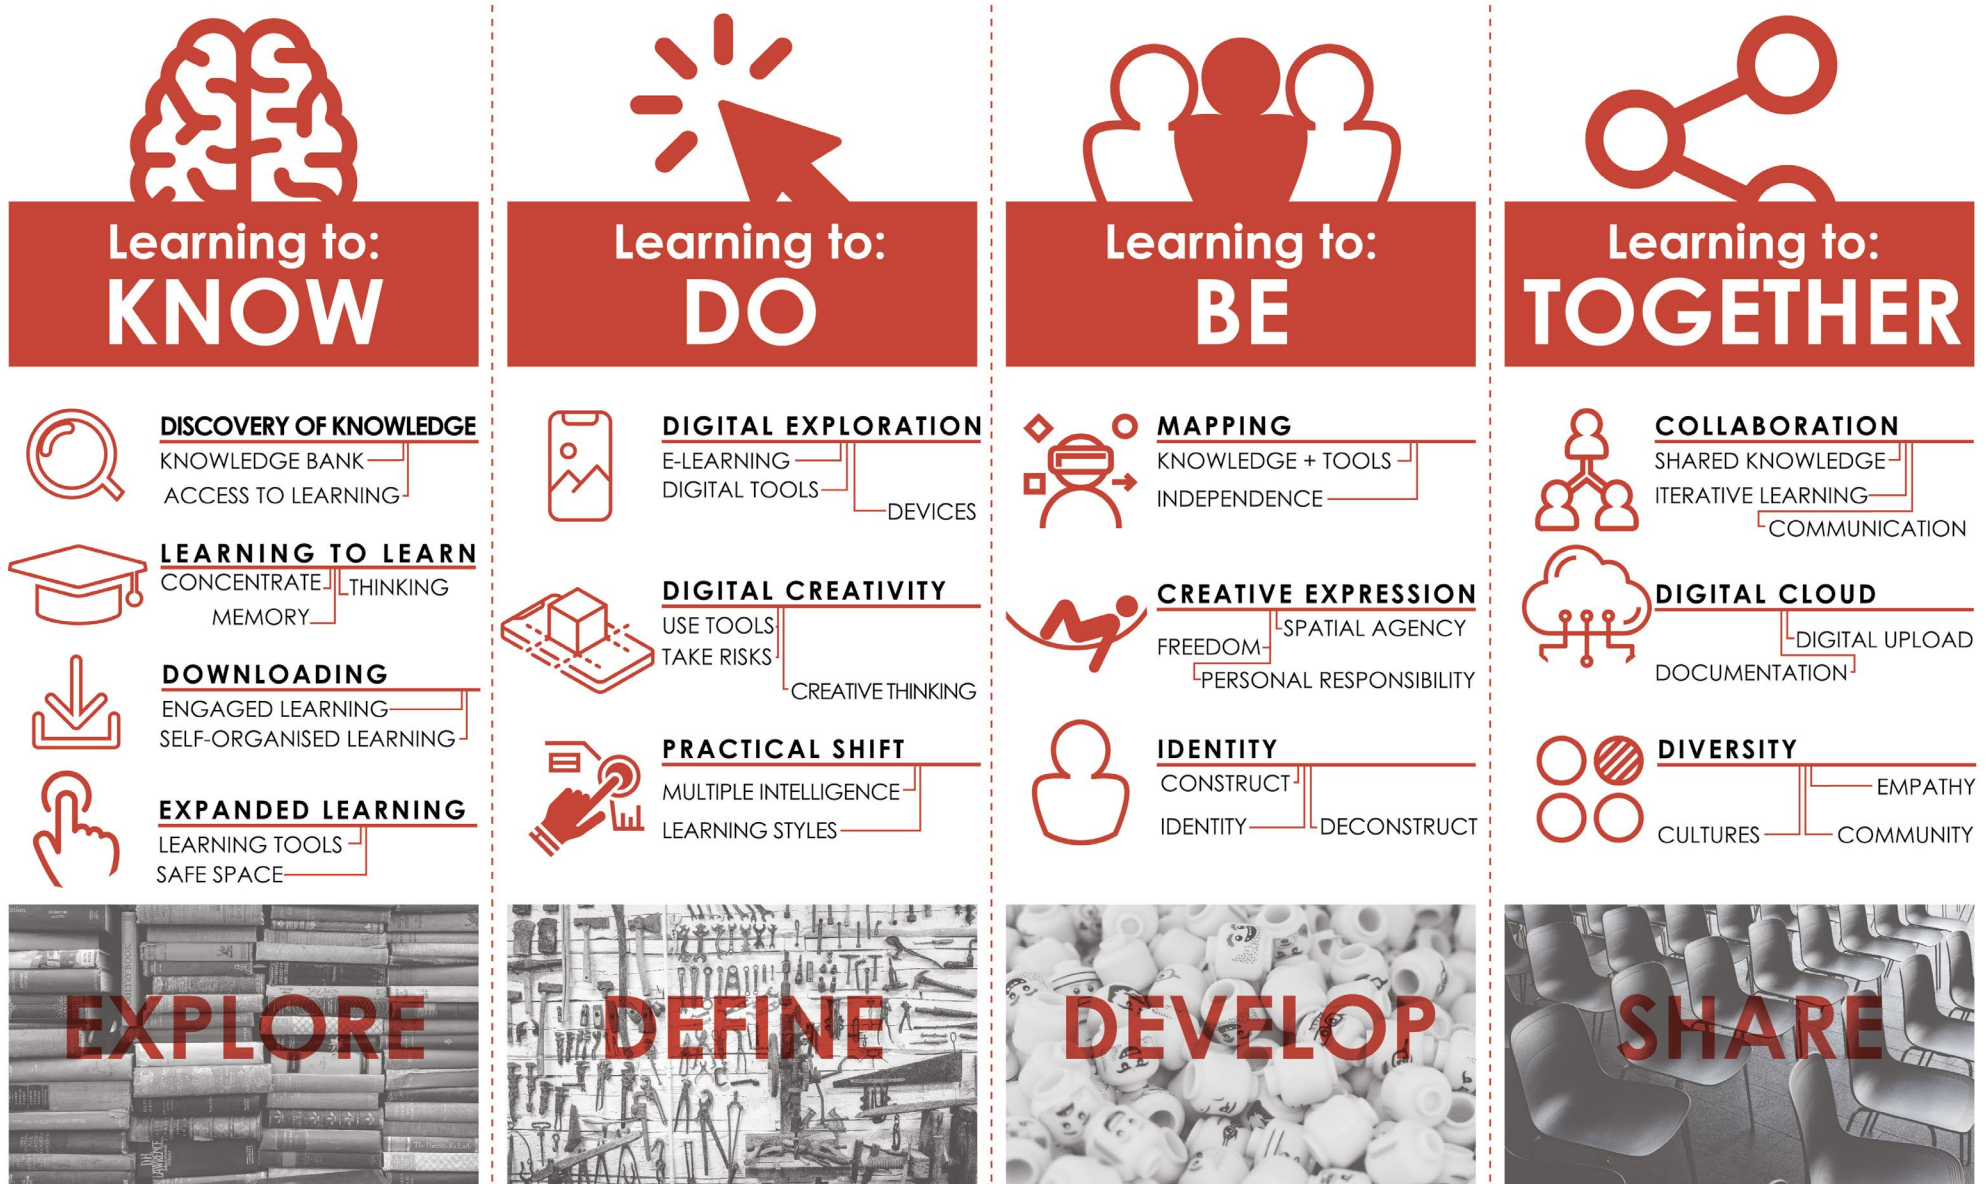 Learning to:
KNOW
DISCOVERY OF KNOWLEDGE
KNOWLEDGE BANK
ACCESS TO LEARNING
LEARNING TO LEARN
CONCENTRATE
THINKING
MEMORY
DOWNLOADING
ENGAGED LEARNING
SELF-ORGANISED LEARNING
EXPANDED LEARNING
LEARNING TOOLS
SAFE SPACE
EXPLORE
Learning to:
DO
DIGITAL EXPLORATION
E-LEARNING
DIGITAL TOOLS
DEVICES
DIGITAL CREATIVITY
USE TOOLS
TAKE RISKS
CREATIVE THINKING
PRACTICAL SHIFT
MULTIPLE INTELLIGENCE
LEARNING STYLES
DEFINE
Learning to:
BE
MAPPING
KNOWLEDGE + TOOLS
INDEPENDENCE
CREATIVE EXPRESSION
SPATIAL AGENCY
FREEDOM
PERSONAL RESPONSIBILITY
IDENTITY
CONSTRUCT
IDENTITY
DECONSTRUCT
DEVELOP
Learning to:
TOGETHER
COLLABORATION
SHARED KNOWLEDGE
ITERATIVE LEARNING
COMMUNICATION
DIGITAL CLOUD
DIGITAL UPLOAD
DOCUMENTATION
DIVERSITY
EMPATHY
CULTURES
COMMUNITY
SHARE